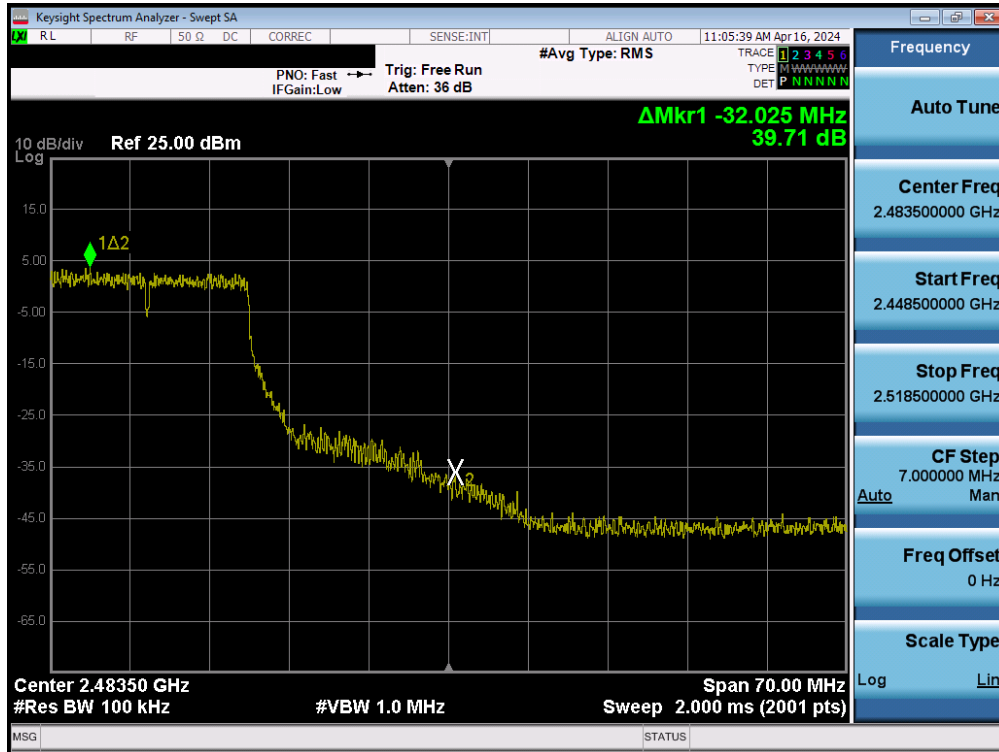 Keysight Spectrum Analyzer - Swept SA
LXI RL RF 50 Ω DC CORREC SENSE:INT ALIGN AUTO 11:05:39 AM Apr 16, 2024
PNO: Fast
IFGain:Low
Trig: Free Run
Atten: 36 dB
#Avg Type: RMS
TRACE 1 2 3 4 5 6
TYPE M WWWWW
DET P N N N N N
ΔMkr1 -32.025 MHz
39.71 dB
10 dB/div Ref 25.00 dBm
Log
15.0
5.00
-5.00
-15.0
-25.0
-35.0
-45.0
-55.0
-65.0
1Δ2
X2
Center 2.48350 GHz Span 70.00 MHz
#Res BW 100 kHz #VBW 1.0 MHz Sweep 2.000 ms (2001 pts)
MSG STATUS
Frequency
Auto Tune
Center Freq
2.483500000 GHz
Start Freq
2.448500000 GHz
Stop Freq
2.518500000 GHz
CF Step
7.000000 MHz
Auto Man
Freq Offset
0 Hz
Scale Type
Log Lin